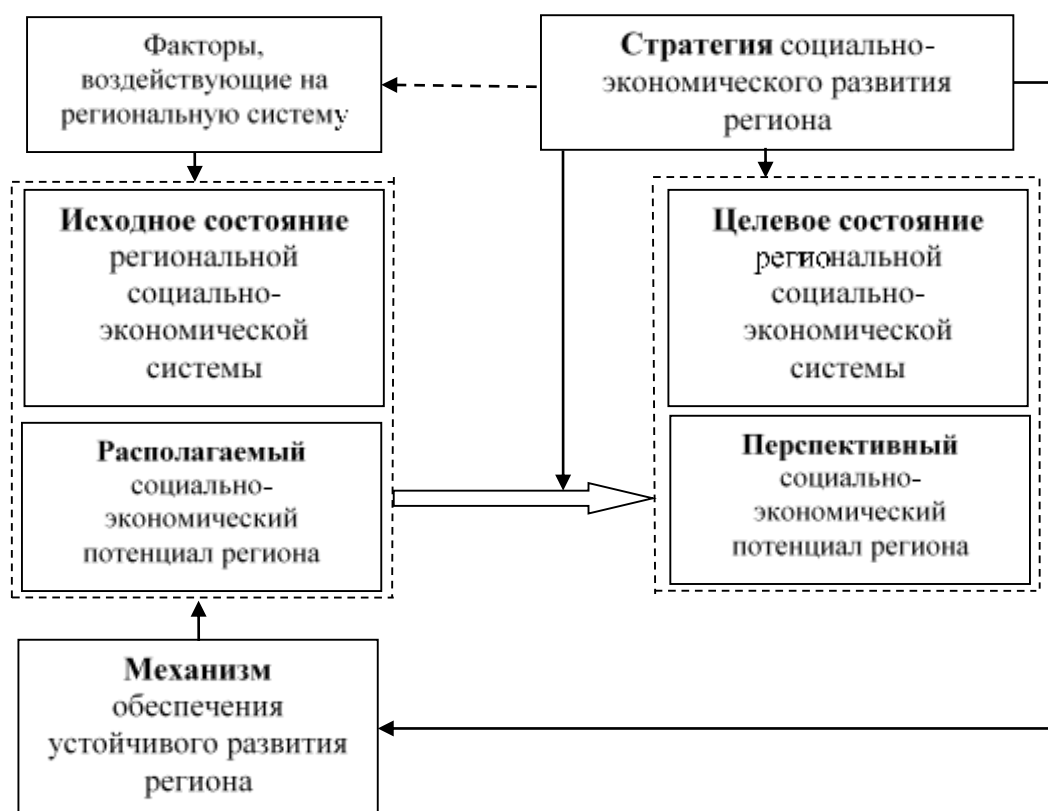 Факторы,
воздействующие на
региональную систему
Стратегия социально-
экономического развития
региона
Исходное состояние
региональной
социально-
экономической
системы
Целевое состояние
региональной
социально-
экономической
системы
Располагаемый
социально-
экономический
потенциал региона
Перспективный
социально-
экономический
потенциал региона
Механизм
обеспечения
устойчивого развития
региона